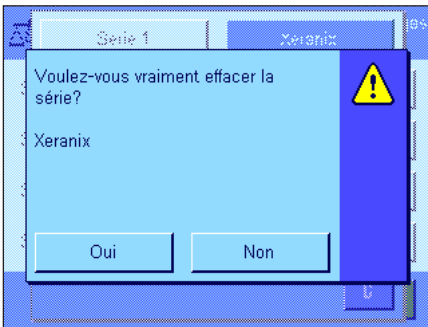 Série 1
Xeranix
Voulez-vous vraiment effacer la
série?
Xeranix
Oui
Non
C